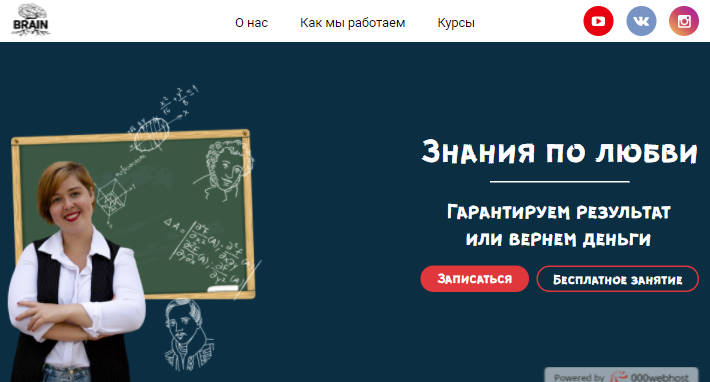 BRAIN
О нас
Как мы работаем
Курсы
Знания по любви
Гарантируем результат
или вернем деньги
Записаться
Бесплатное занятие
Powered by 000webhost